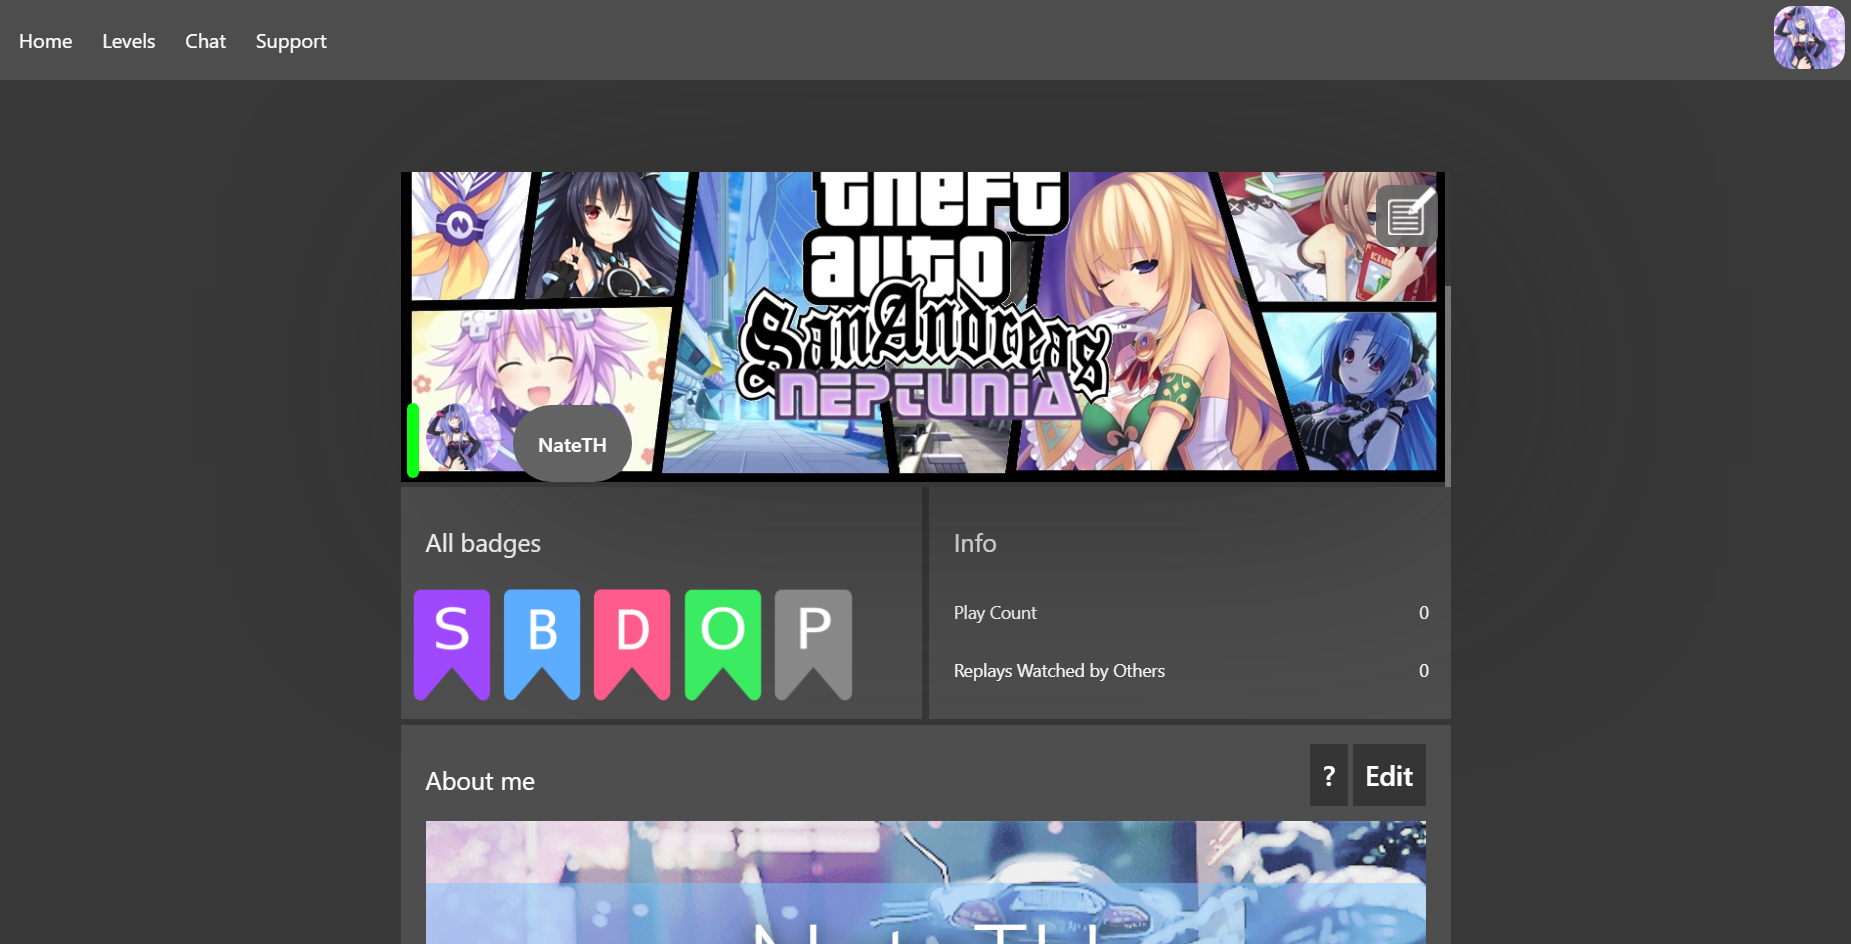 Home Levels Chat Support
theft
auto
San Andreas
NEPTUNIA
NateTH
All badges
Info
S B D O P
Play Count 0
Replays Watched by Others 0
About me
? Edit
NateTH